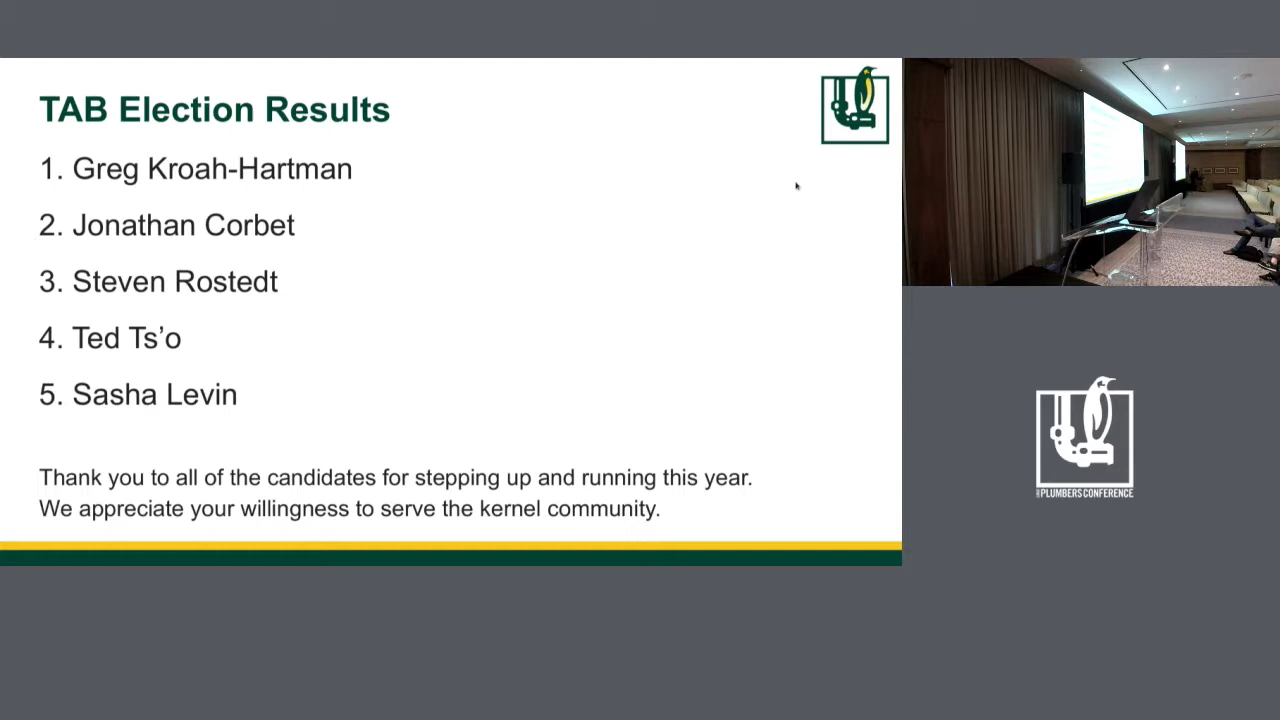 TAB Election Results
1. Greg Kroah-Hartman
2. Jonathan Corbet
3. Steven Rostedt
4. Ted Ts’o
5. Sasha Levin
Thank you to all of the candidates for stepping up and running this year.
We appreciate your willingness to serve the kernel community.
PLUMBERS CONFERENCE